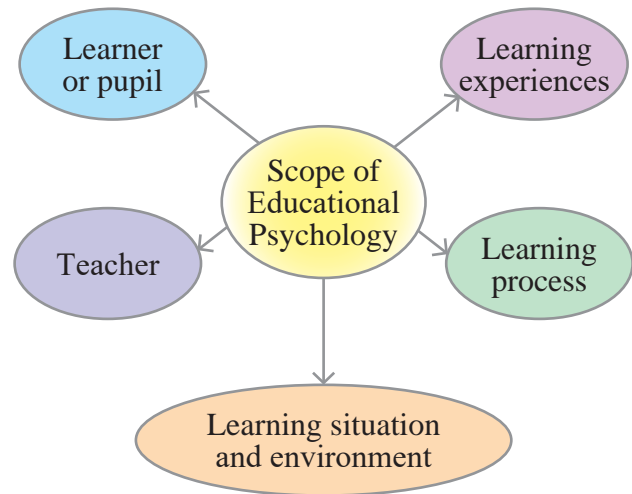 Learner
or pupil
Learning
experiences
Scope of
Educational
Psychology
Teacher
Learning
process
Learning situation
and environment